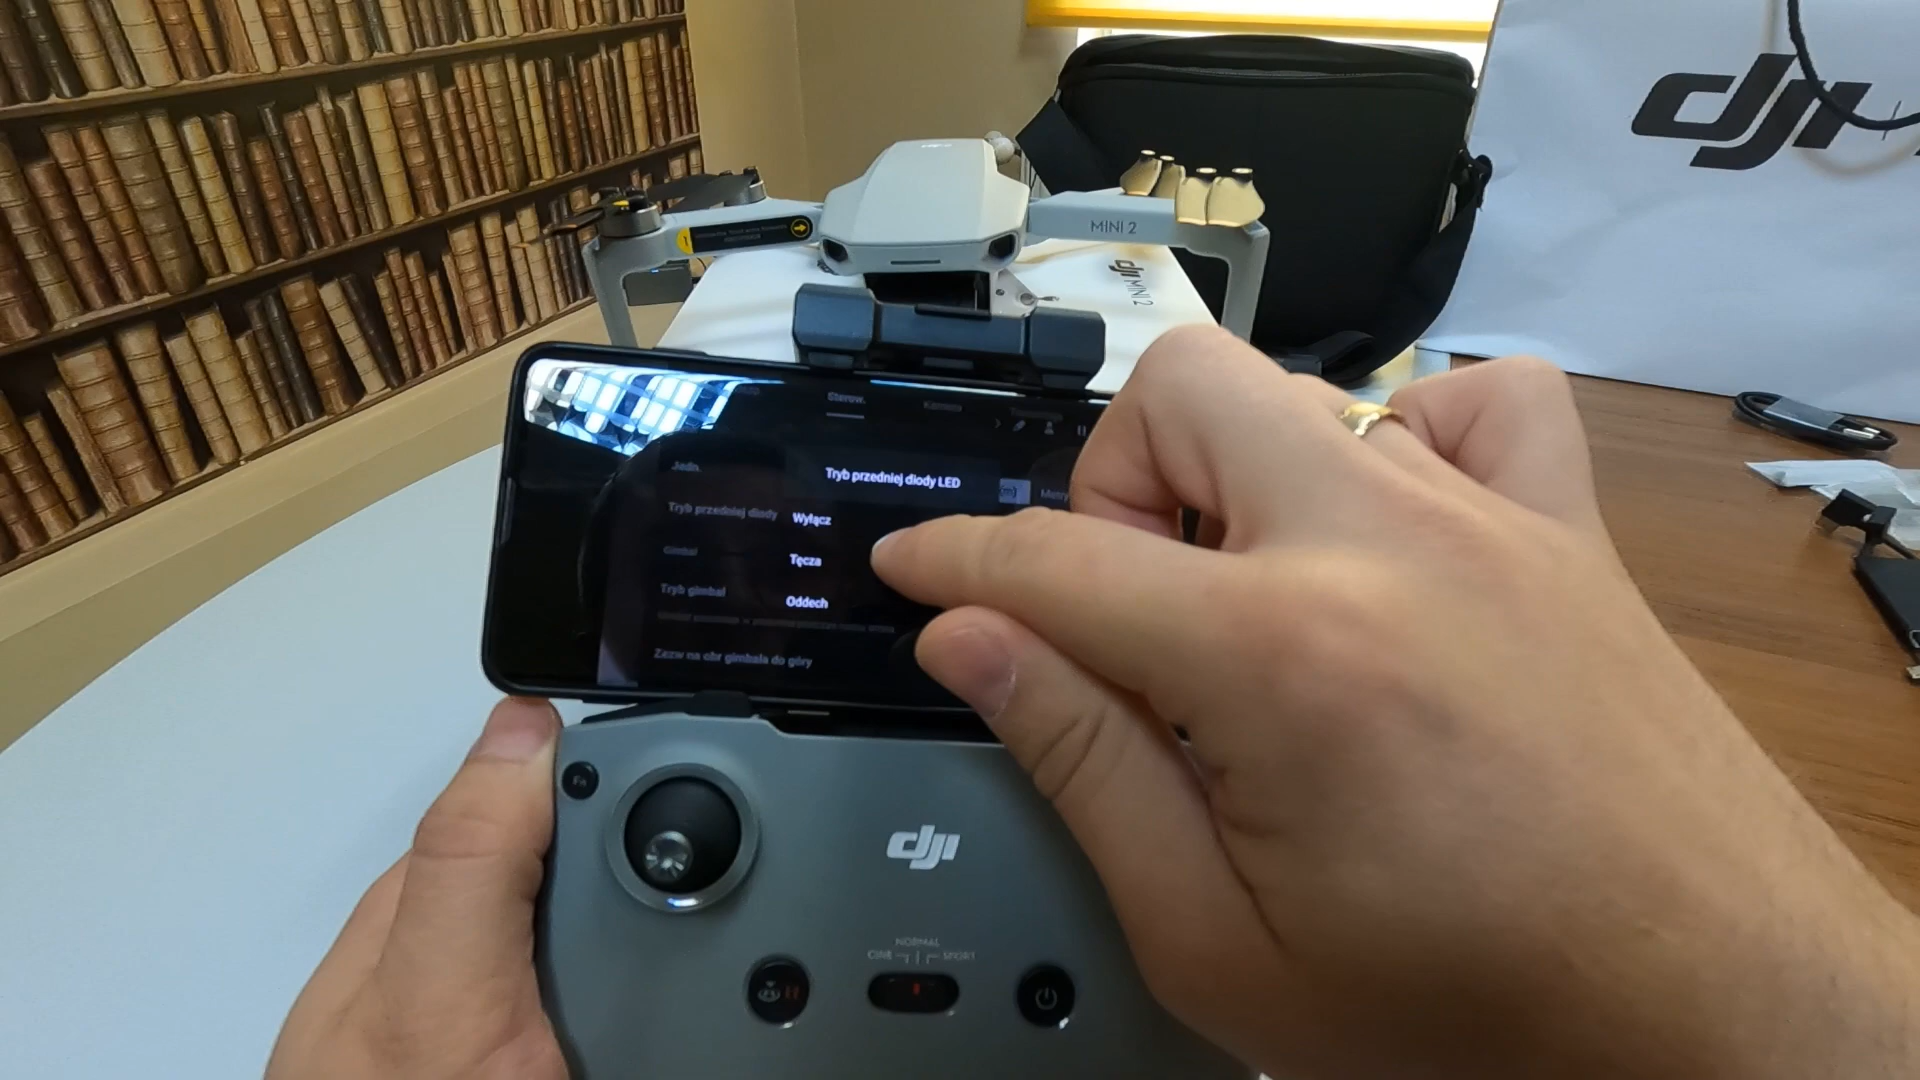 dji
MINI 2
dji MINI 2
Sterow.
Kamera
Jedn.
Tryb przedniej diody LED
(m)
Tryb przedniej diody
Wyłącz
Gimbal
Tęcza
Tryb gimbal
Oddech
Zezw na obr gimbala do góry
Fn
dji
NORMAL
CINE
SPORT